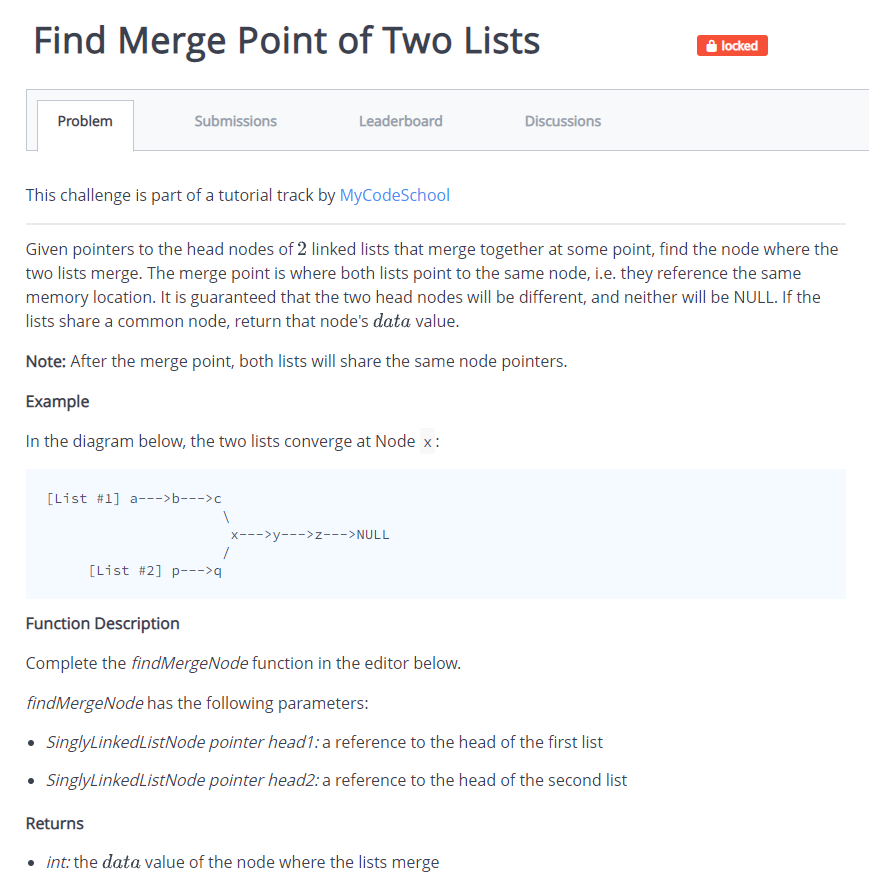 Find Merge Point of Two Lists
locked
Problem
Submissions
Leaderboard
Discussions
This challenge is part of a tutorial track by MyCodeSchool
Given pointers to the head nodes of 2 linked lists that merge together at some point, find the node where the
two lists merge. The merge point is where both lists point to the same node, i.e. they reference the same
memory location. It is guaranteed that the two head nodes will be different, and neither will be NULL. If the
lists share a common node, return that node's data value.
Note: After the merge point, both lists will share the same node pointers.
Example
In the diagram below, the two lists converge at Node x:
[List #1] a--->b--->c
\
x--->y--->z--->NULL
/
[List #2] p--->q
Function Description
Complete the findMergeNode function in the editor below.
findMergeNode has the following parameters:
• SinglyLinkedListNode pointer head1: a reference to the head of the first list
• SinglyLinkedListNode pointer head2: a reference to the head of the second list
Returns
• int: the data value of the node where the lists merge